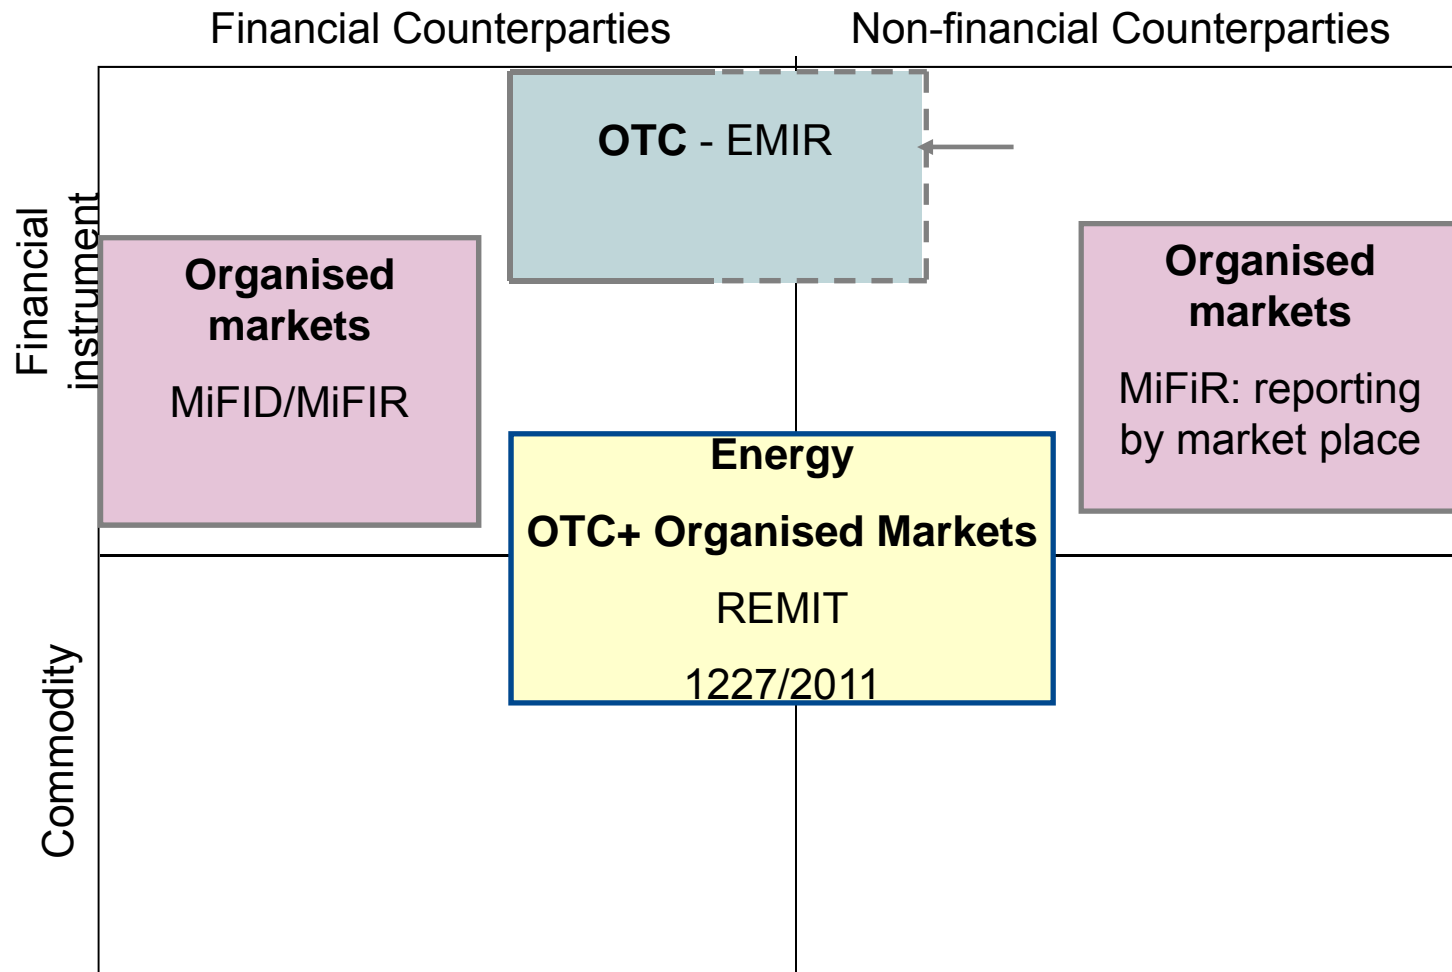 Financial Counterparties
Non-financial Counterparties
Financial
instrument
OTC - EMIR
Organised
markets
MiFID/MiFIR
Organised
markets
MiFiR: reporting
by market place
Energy
OTC+ Organised Markets
REMIT
1227/2011
Commodity